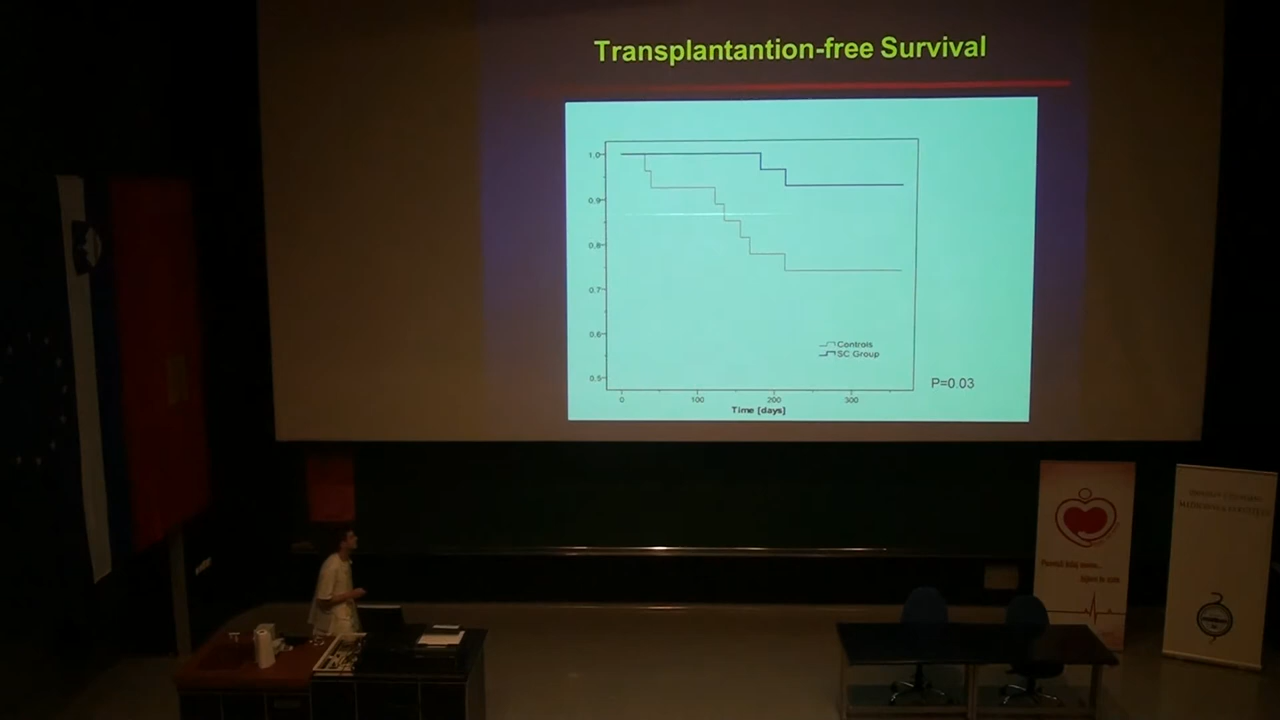 Transplantantion-free Survival
1,0
0,9
0,8
0,7
0,6
0,5
Controls
SC Group
0
100
200
300
Time [days]
P=0.03